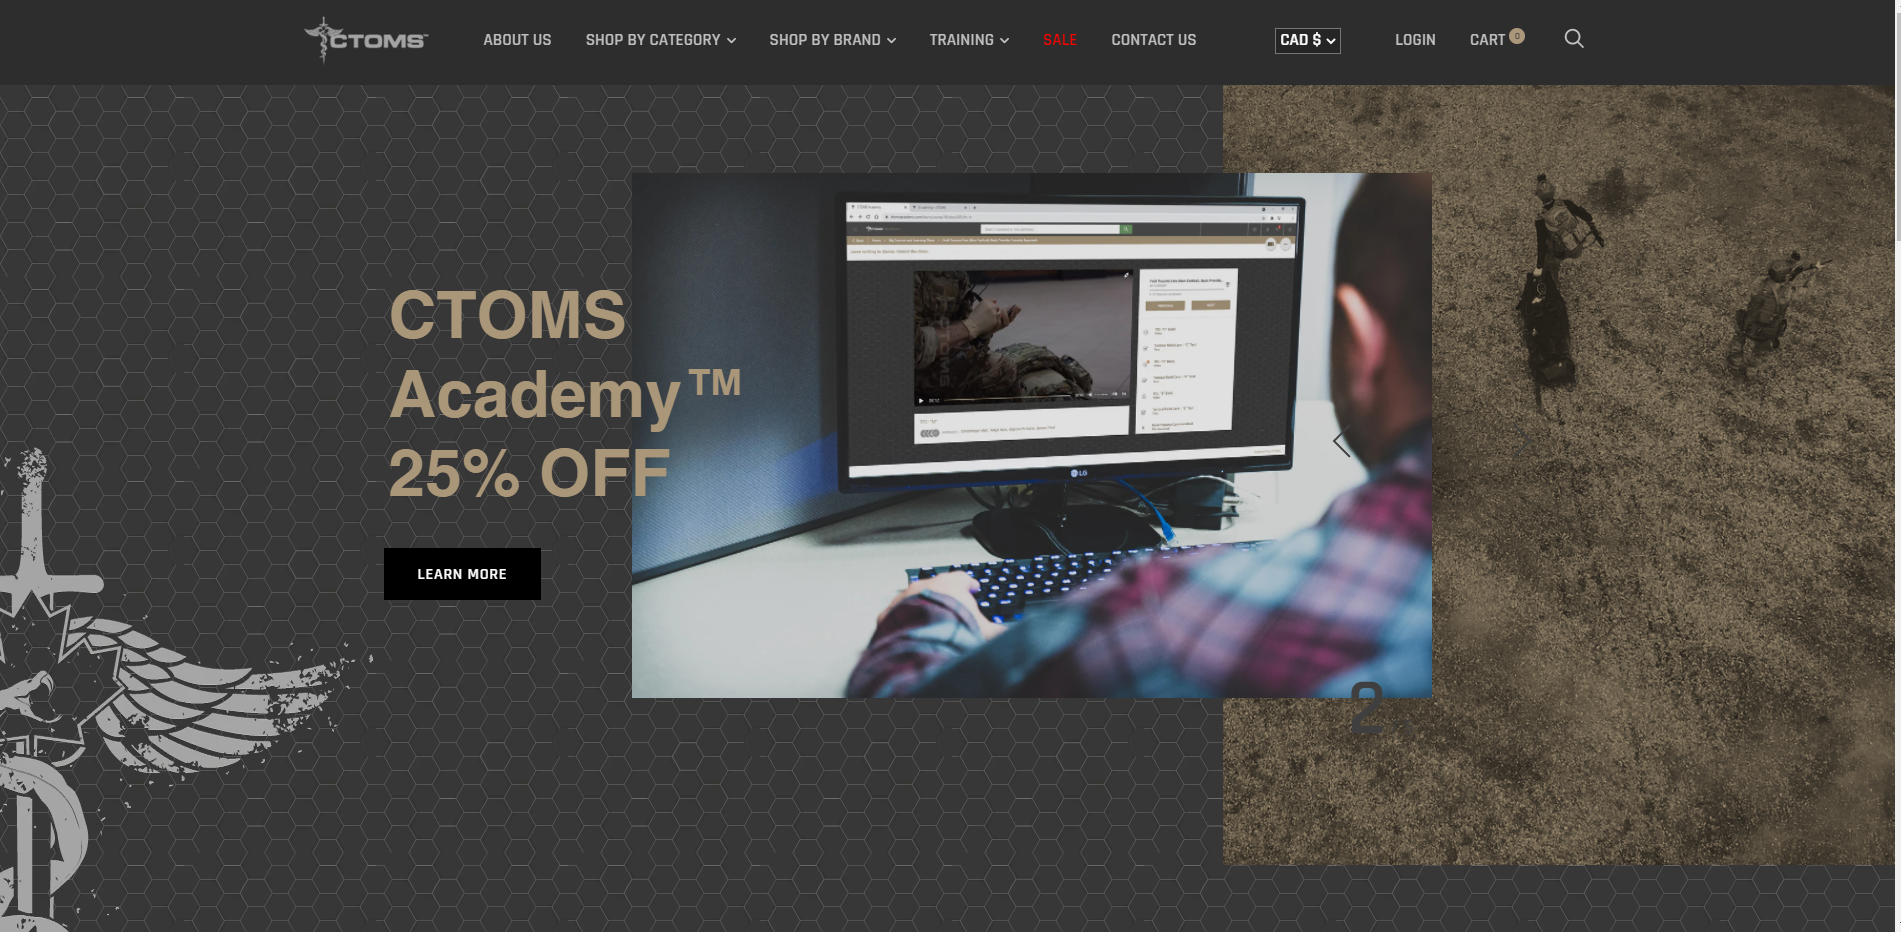 CTOMS™
ABOUT US
SHOP BY CATEGORY
SHOP BY BRAND
TRAINING
SALE
CONTACT US
CAD $
LOGIN
CART 0
CTOMS
Academy™
25% OFF
LEARN MORE
LG
2